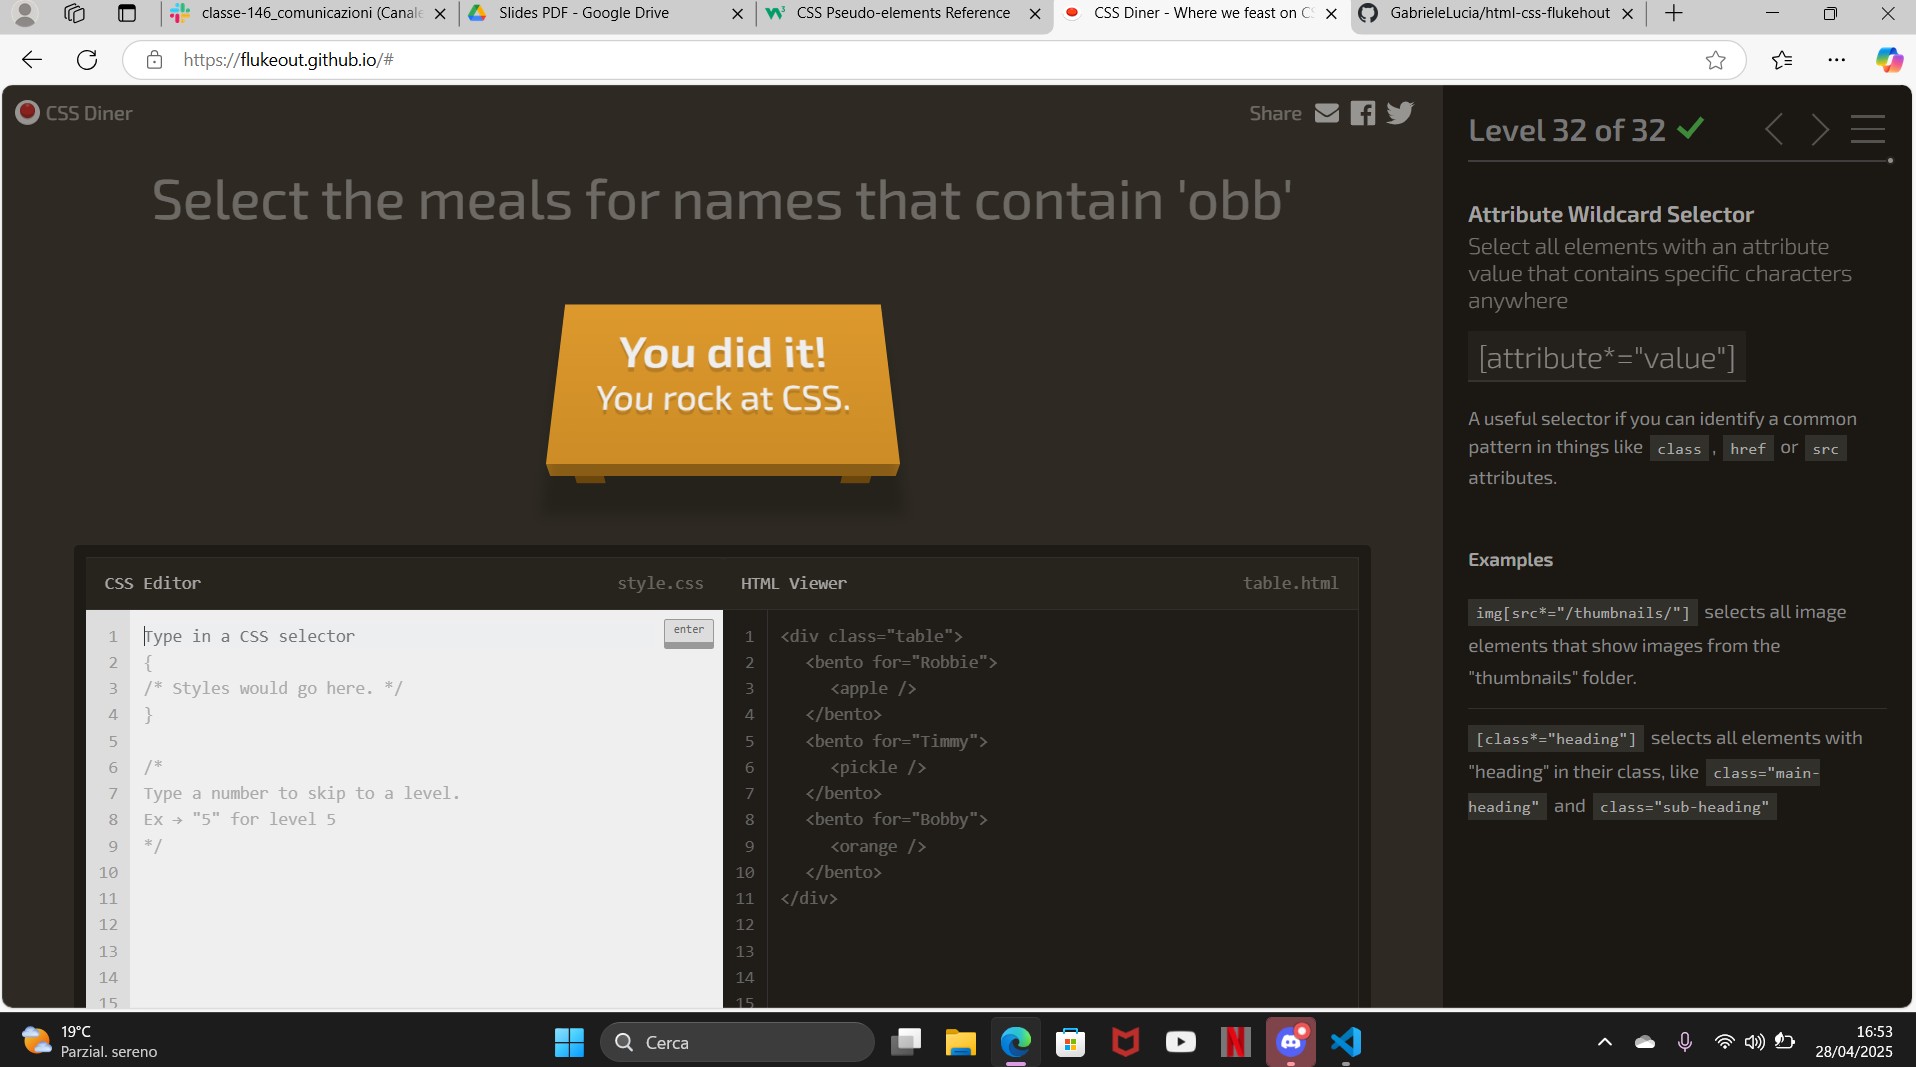 classe-146_comunicazioni (Canale
Slides PDF - Google Drive
CSS Pseudo-elements Reference
CSS Diner - Where we feast on CS
GabrieleLucia/html-css-flukehout
https://flukeout.github.io/#
CSS Diner
Share
Select the meals for names that contain 'obb'
You did it!
You rock at CSS.
CSS Editor
style.css
HTML Viewer
table.html
1
Type in a CSS selector
enter
2
{
3
/* Styles would go here. */
4
}
5
6
/*
7
Type a number to skip to a level.
8
Ex → "5" for level 5
9
*/
10
11
12
13
14
15
1
<div class="table">
2
<bento for="Robbie">
3
<apple />
4
</bento>
5
<bento for="Timmy">
6
<pickle />
7
</bento>
8
<bento for="Bobby">
9
<orange />
10
</bento>
11
</div>
12
13
14
15
Level 32 of 32
Attribute Wildcard Selector
Select all elements with an attribute
value that contains specific characters
anywhere
[attribute*="value"]
A useful selector if you can identify a common
pattern in things like class , href or src
attributes.
Examples
img[src*="/thumbnails/"] selects all image
elements that show images from the
"thumbnails" folder.
[class*="heading"] selects all elements with
"heading" in their class, like class="main-
heading" and class="sub-heading"
19°C
Parzial. sereno
Cerca
16:53
28/04/2025